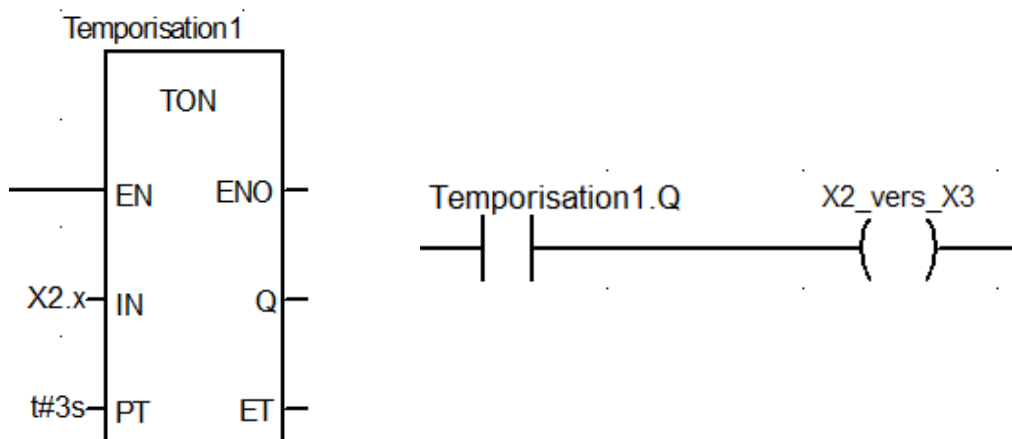 Temporisation1
TON
EN ENO
X2.x IN Q
t#3s PT ET
Temporisation1.Q X2_vers_X3